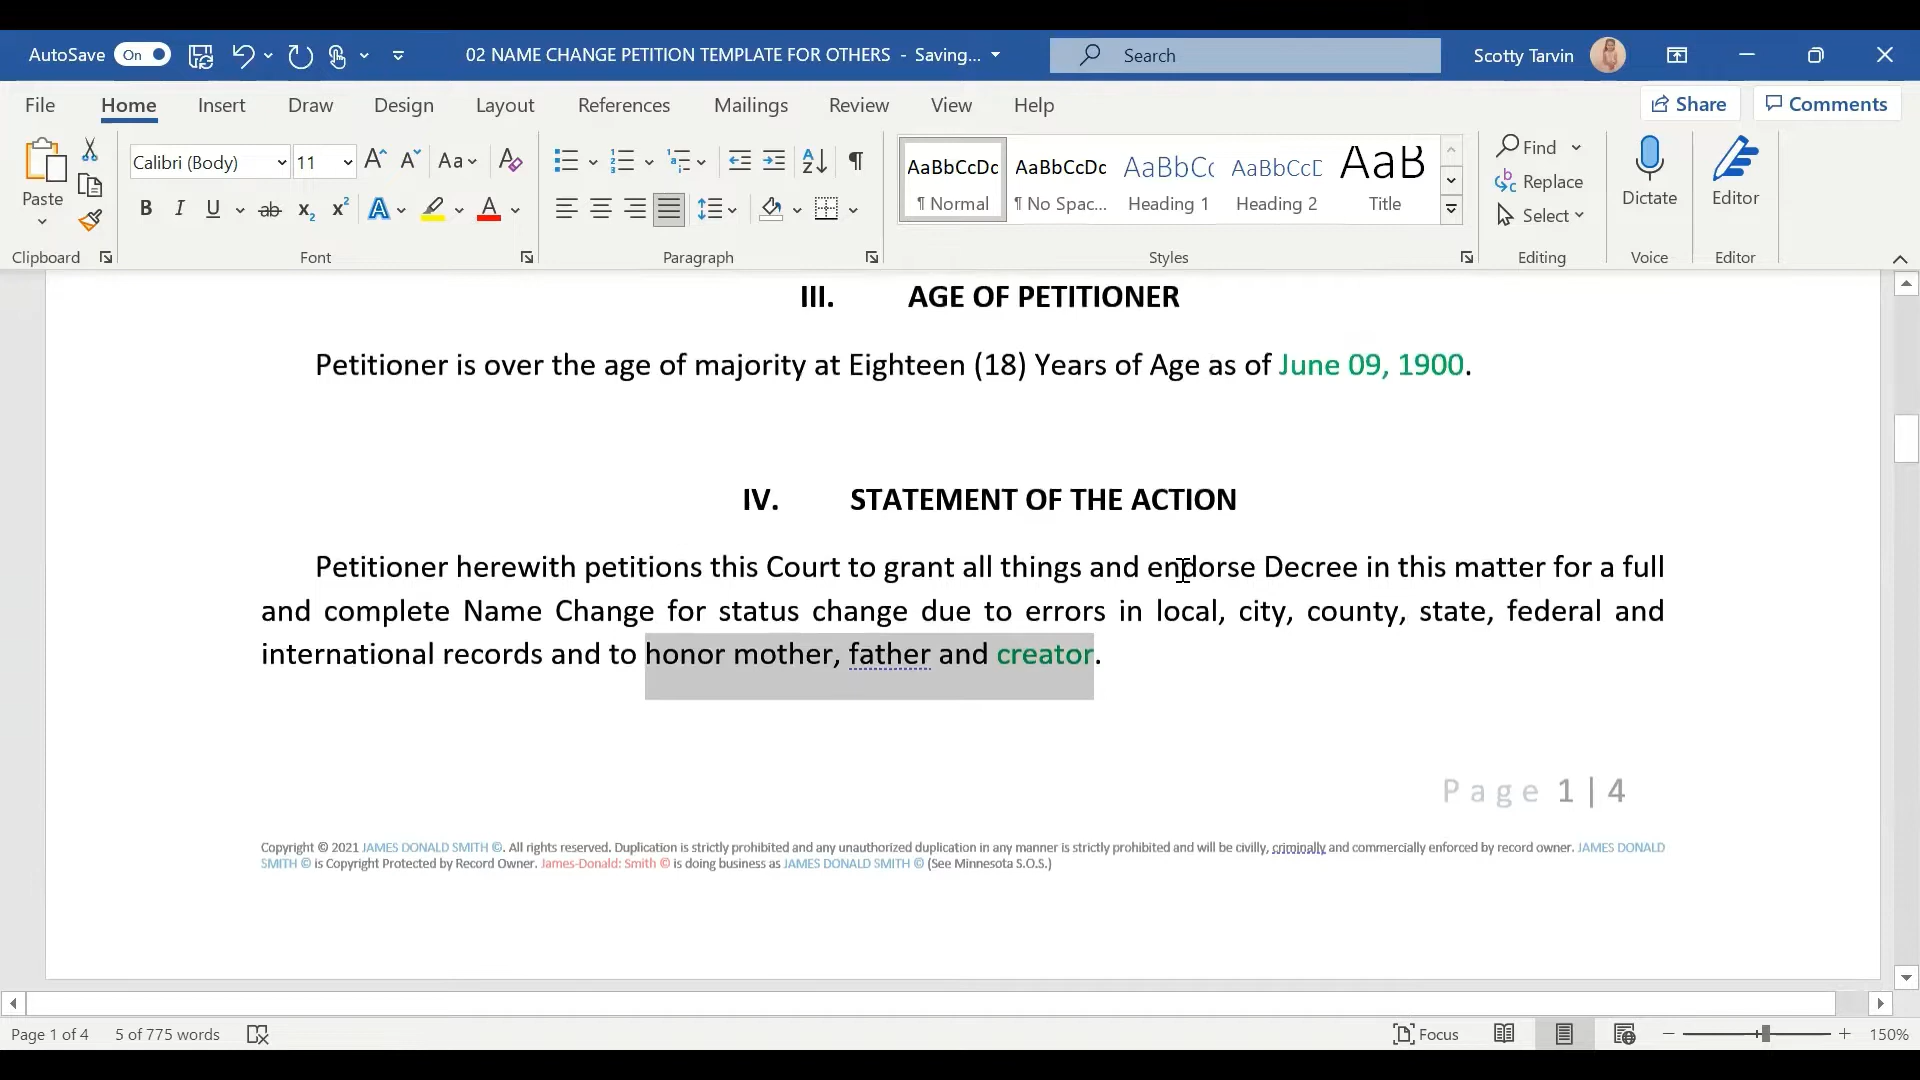 AutoSave On 02 NAME CHANGE PETITION TEMPLATE FOR OTHERS - Saving... Search Scotty Tarvin
File Home Insert Draw Design Layout References Mailings Review View Help Share Comments
Paste Calibri (Body) 11 AaBbCcDc AaBbCcDc AaBbCc AaBbCcD AaB Find
Replace
Select
¶ Normal ¶ No Spac... Heading 1 Heading 2 Title Dictate Editor
Clipboard Font Paragraph Styles Editing Voice Editor
III. AGE OF PETITIONER
Petitioner is over the age of majority at Eighteen (18) Years of Age as of June 09, 1900.
IV. STATEMENT OF THE ACTION
Petitioner herewith petitions this Court to grant all things and endorse Decree in this matter for a full
and complete Name Change for status change due to errors in local, city, county, state, federal and
international records and to honor mother, father and creator.
Page 1 | 4
Copyright © 2021 JAMES DONALD SMITH ©. All rights reserved. Duplication is strictly prohibited and any unauthorized duplication in any manner is strictly prohibited and will be civilly, criminally and commercially enforced by record owner. JAMES DONALD
SMITH © is Copyright Protected by Record Owner. James-Donald: Smith © is doing business as JAMES DONALD SMITH © (See Minnesota S.O.S.)
Page 1 of 4 5 of 775 words Focus 150%